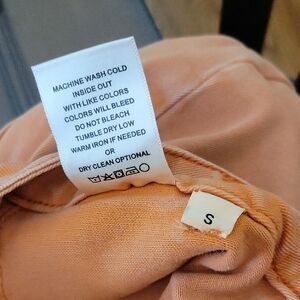 MACHINE WASH COLD
INSIDE OUT
WITH LIKE COLORS
COLORS WILL BLEED
DO NOT BLEACH
TUMBLE DRY LOW
WARM IRON IF NEEDED
OR
DRY CLEAN OPTIONAL
S